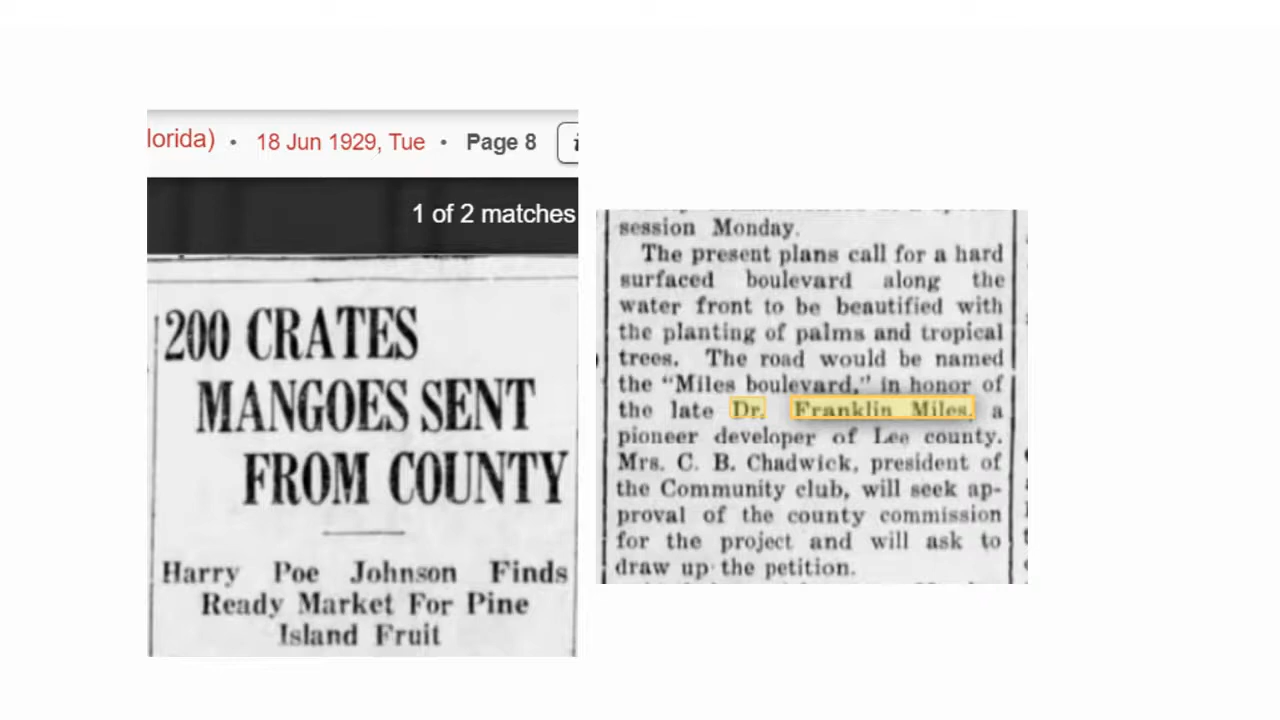 lorida) • 18 Jun 1929, Tue • Page 8
1 of 2 matches
200 CRATES
MANGOES SENT
FROM COUNTY
Harry Poe Johnson Finds
Ready Market For Pine
Island Fruit
session Monday.
The present plans call for a hard
surfaced boulevard along the
water front to be beautified with
the planting of palms and tropical
trees. The road would be named
the “Miles boulevard,” in honor of
the late Dr. Franklin Miles, a
pioneer developer of Lee county.
Mrs. C. B. Chadwick, president of
the Community club, will seek ap-
proval of the county commission
for the project and will ask to
draw up the petition.